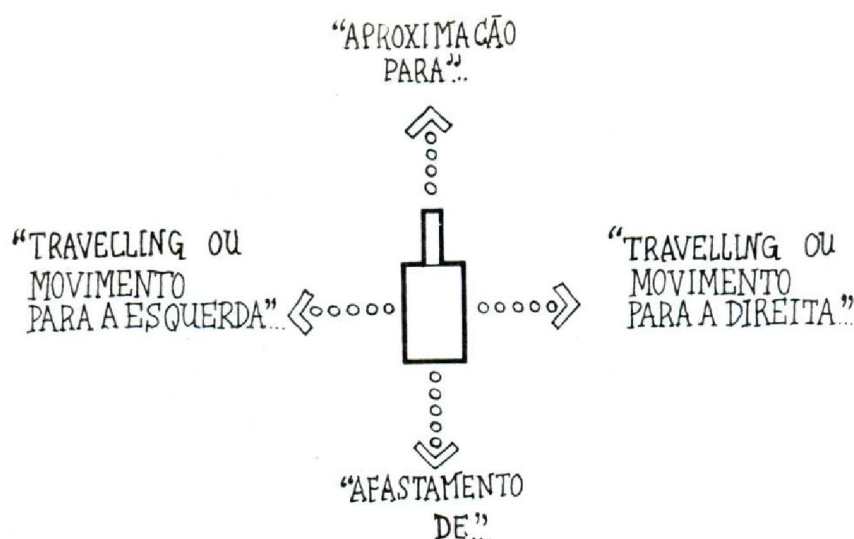 “APROXIMAÇÃO
PARA”...
“TRAVELLING OU
MOVIMENTO
PARA A ESQUERDA”...
“TRAVELLING OU
MOVIMENTO
PARA A DIREITA”...
“AFASTAMENTO
DE”...